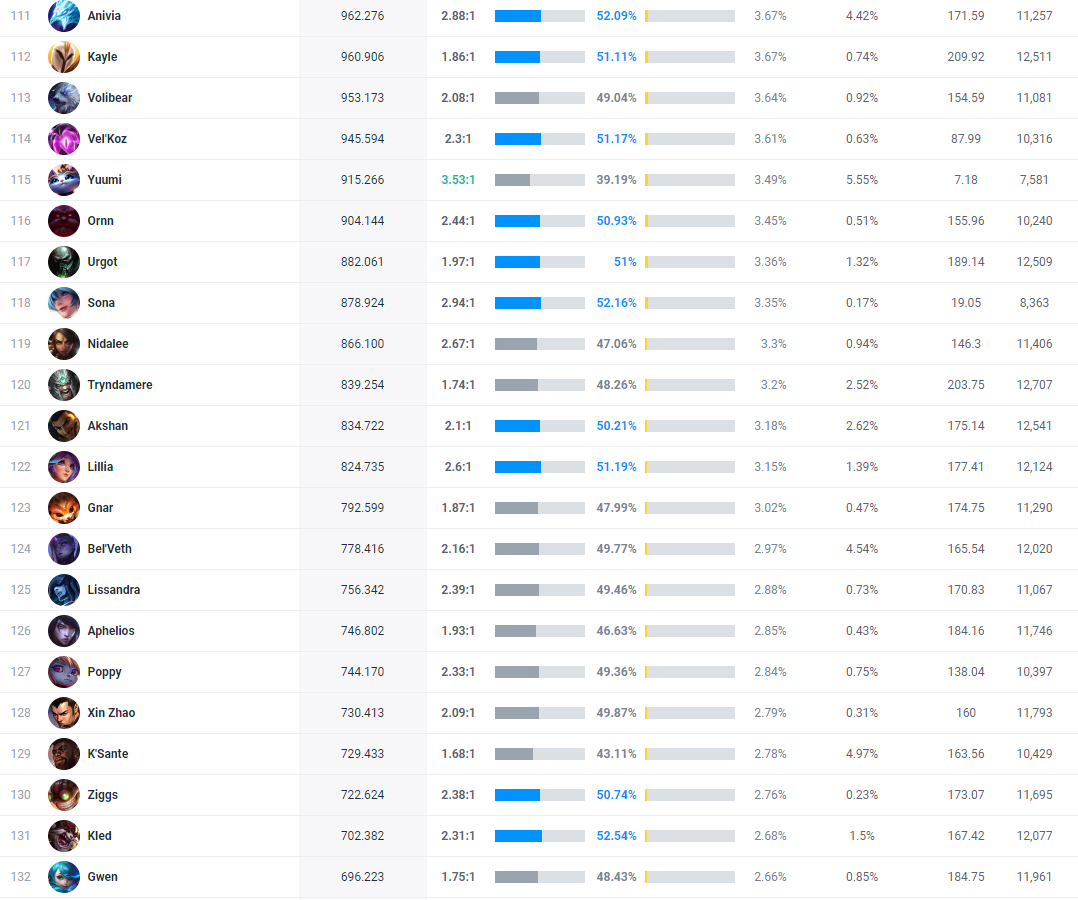 111 Anivia 962.276 2.88:1 52.09% 3.67% 4.42% 171.59 11,257
112 Kayle 960.906 1.86:1 51.11% 3.67% 0.74% 209.92 12,511
113 Volibear 953.173 2.08:1 49.04% 3.64% 0.92% 154.59 11,081
114 Vel'Koz 945.594 2.3:1 51.17% 3.61% 0.63% 87.99 10,316
115 Yuumi 915.266 3.53:1 39.19% 3.49% 5.55% 7.18 7,581
116 Ornn 904.144 2.44:1 50.93% 3.45% 0.51% 155.96 10,240
117 Urgot 882.061 1.97:1 51% 3.36% 1.32% 189.14 12,509
118 Sona 878.924 2.94:1 52.16% 3.35% 0.17% 19.05 8,363
119 Nidalee 866.100 2.67:1 47.06% 3.3% 0.94% 146.3 11,406
120 Tryndamere 839.254 1.74:1 48.26% 3.2% 2.52% 203.75 12,707
121 Akshan 834.722 2.1:1 50.21% 3.18% 2.62% 175.14 12,541
122 Lillia 824.735 2.6:1 51.19% 3.15% 1.39% 177.41 12,124
123 Gnar 792.599 1.87:1 47.99% 3.02% 0.47% 174.75 11,290
124 Bel'Veth 778.416 2.16:1 49.77% 2.97% 4.54% 165.54 12,020
125 Lissandra 756.342 2.39:1 49.46% 2.88% 0.73% 170.83 11,067
126 Aphelios 746.802 1.93:1 46.63% 2.85% 0.43% 184.16 11,746
127 Poppy 744.170 2.33:1 49.36% 2.84% 0.75% 138.04 10,397
128 Xin Zhao 730.413 2.09:1 49.87% 2.79% 0.31% 160 11,793
129 K'Sante 729.433 1.68:1 43.11% 2.78% 4.97% 163.56 10,429
130 Ziggs 722.624 2.38:1 50.74% 2.76% 0.23% 173.07 11,695
131 Kled 702.382 2.31:1 52.54% 2.68% 1.5% 167.42 12,077
132 Gwen 696.223 1.75:1 48.43% 2.66% 0.85% 184.75 11,961